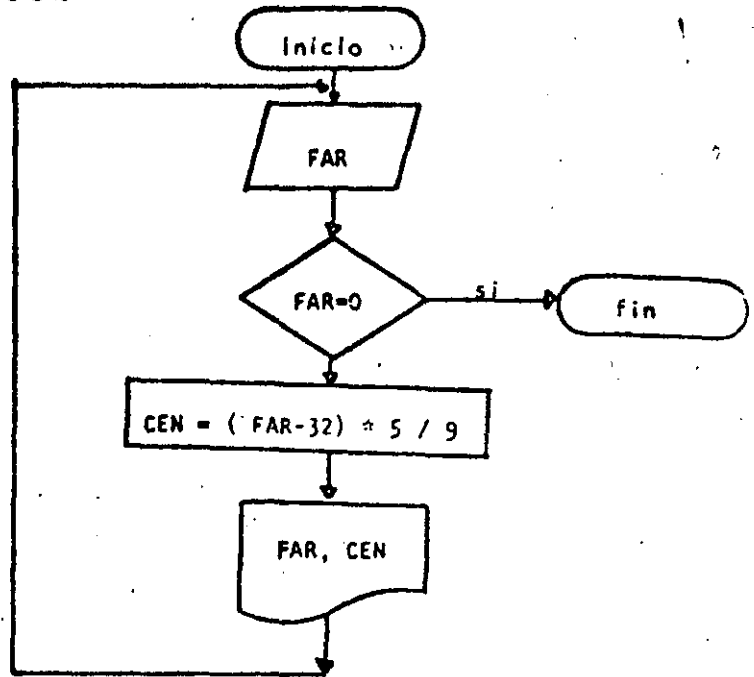 Inicio
FAR
FAR=0
si
fin
CEN = ( FAR-32) * 5 / 9
FAR, CEN